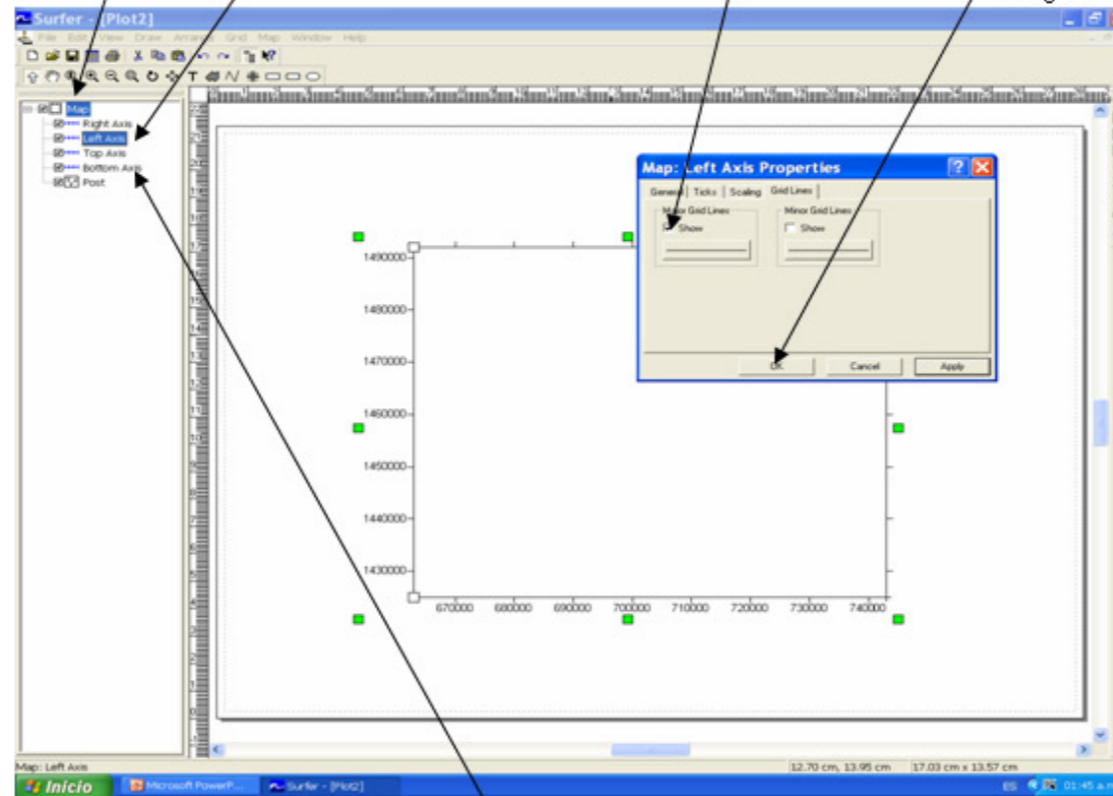 Surfer - [Plot2]
File Edit View Draw Arrange Grid Map Window Help
Map
Right Axis
Left Axis
Top Axis
Bottom Axis
Post
Map: Left Axis Properties
General Ticks Scaling Grid Lines
Major Grid Lines
Minor Grid Lines
Show
Show
OK
Cancel
Apply
1490000
1480000
1470000
1460000
1450000
1440000
1430000
670000 680000 690000 700000 710000 720000 730000 740000
Map: Left Axis
12.70 cm, 13.95 cm
17.03 cm x 13.57 cm
Inicio
Microsoft PowerP...
Surfer - [Plot2]
ES
01:45 a.m.